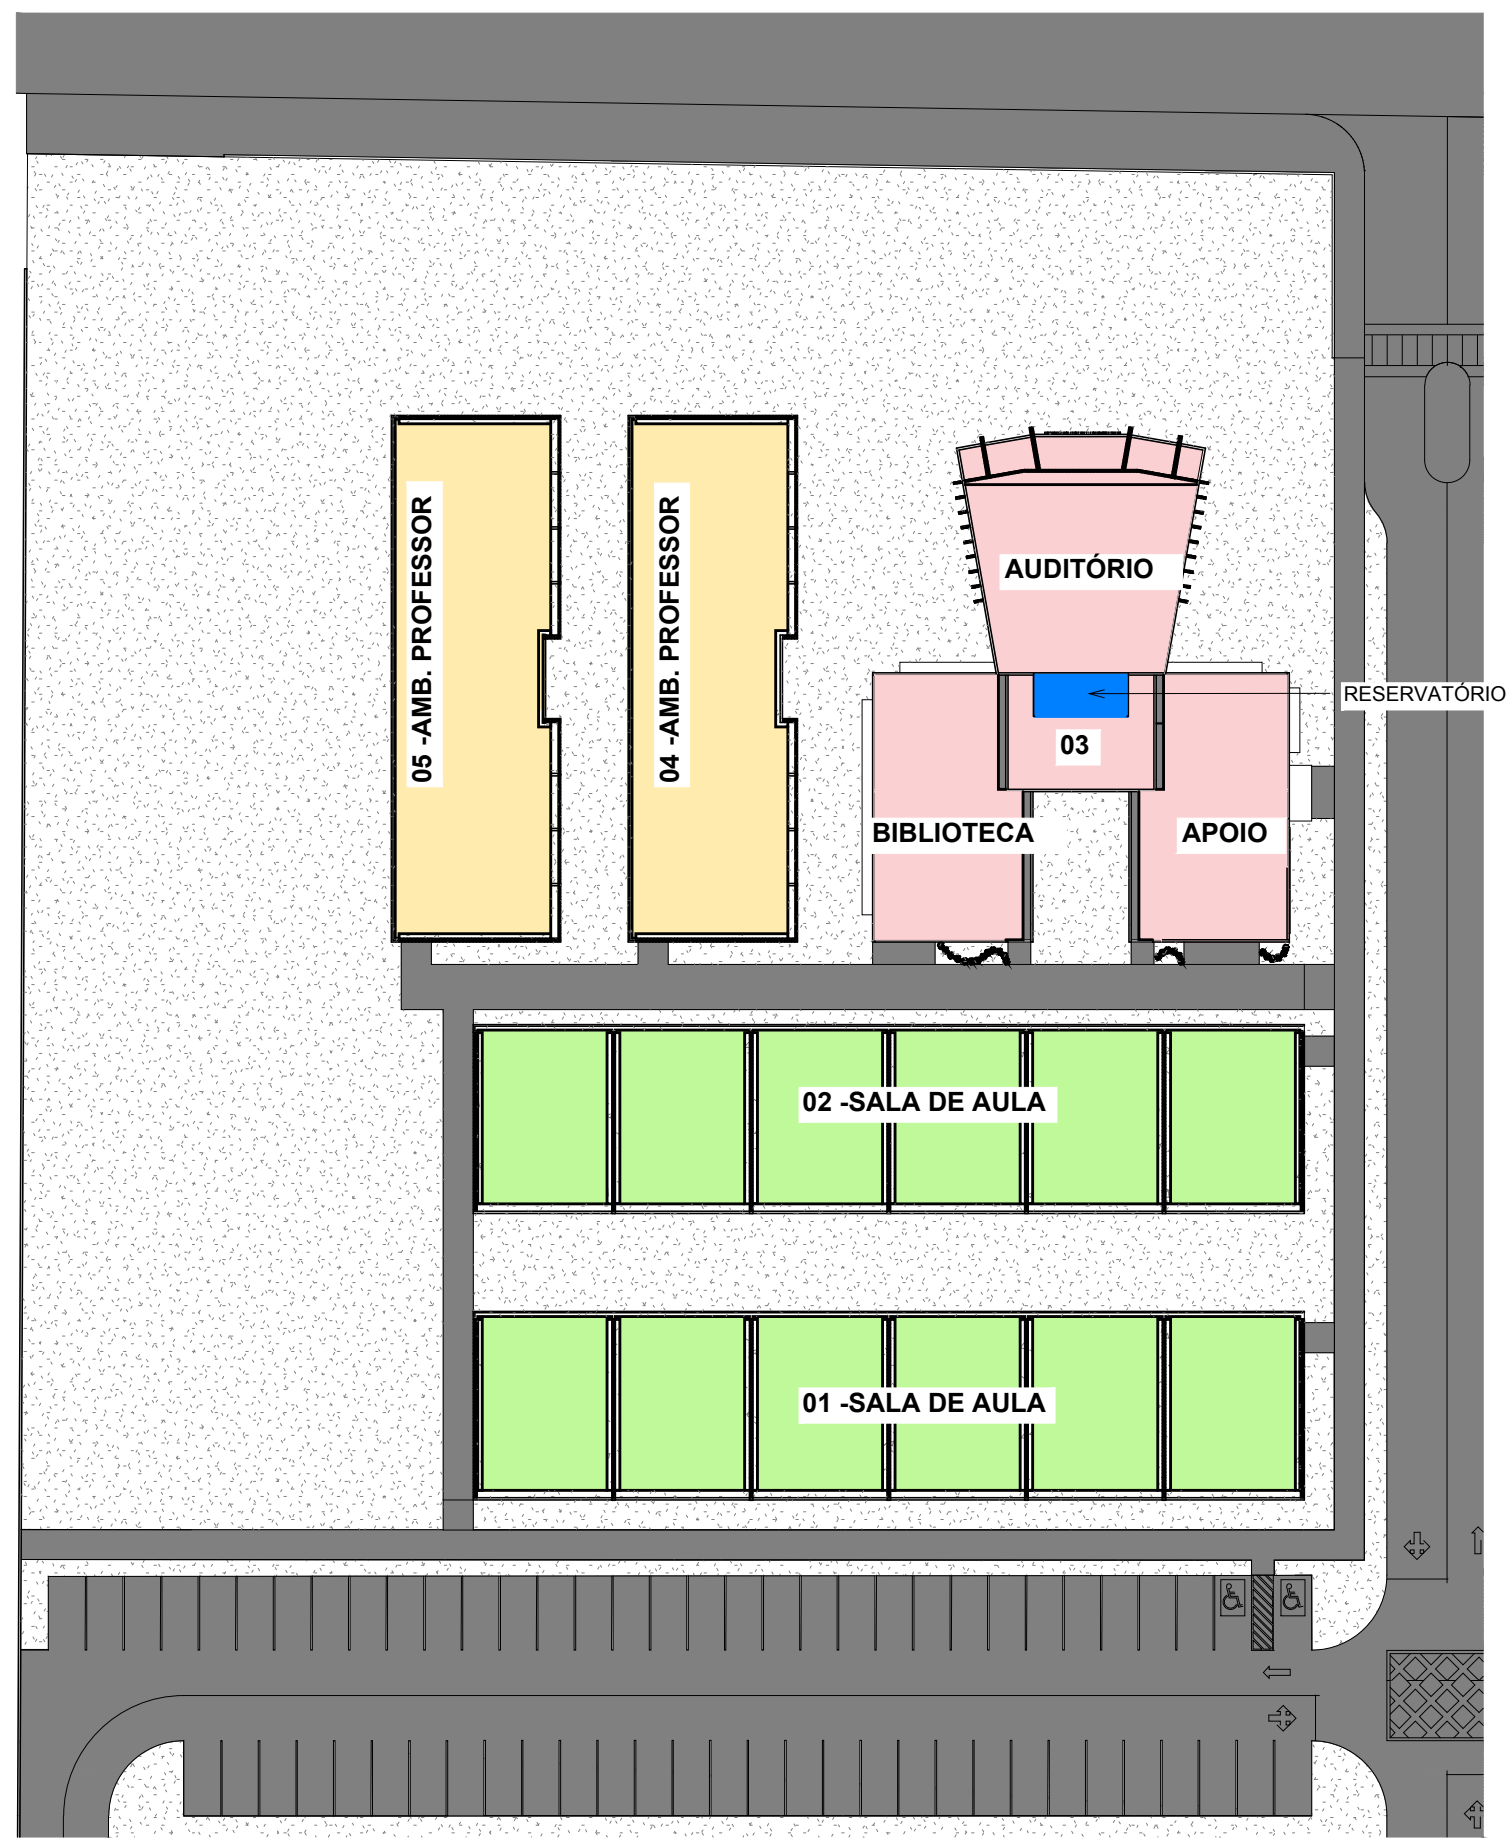 05 -AMB. PROFESSOR
04 -AMB. PROFESSOR
AUDITÓRIO
RESERVATÓRIO
03
BIBLIOTECA
APOIO
02 -SALA DE AULA
01 -SALA DE AULA